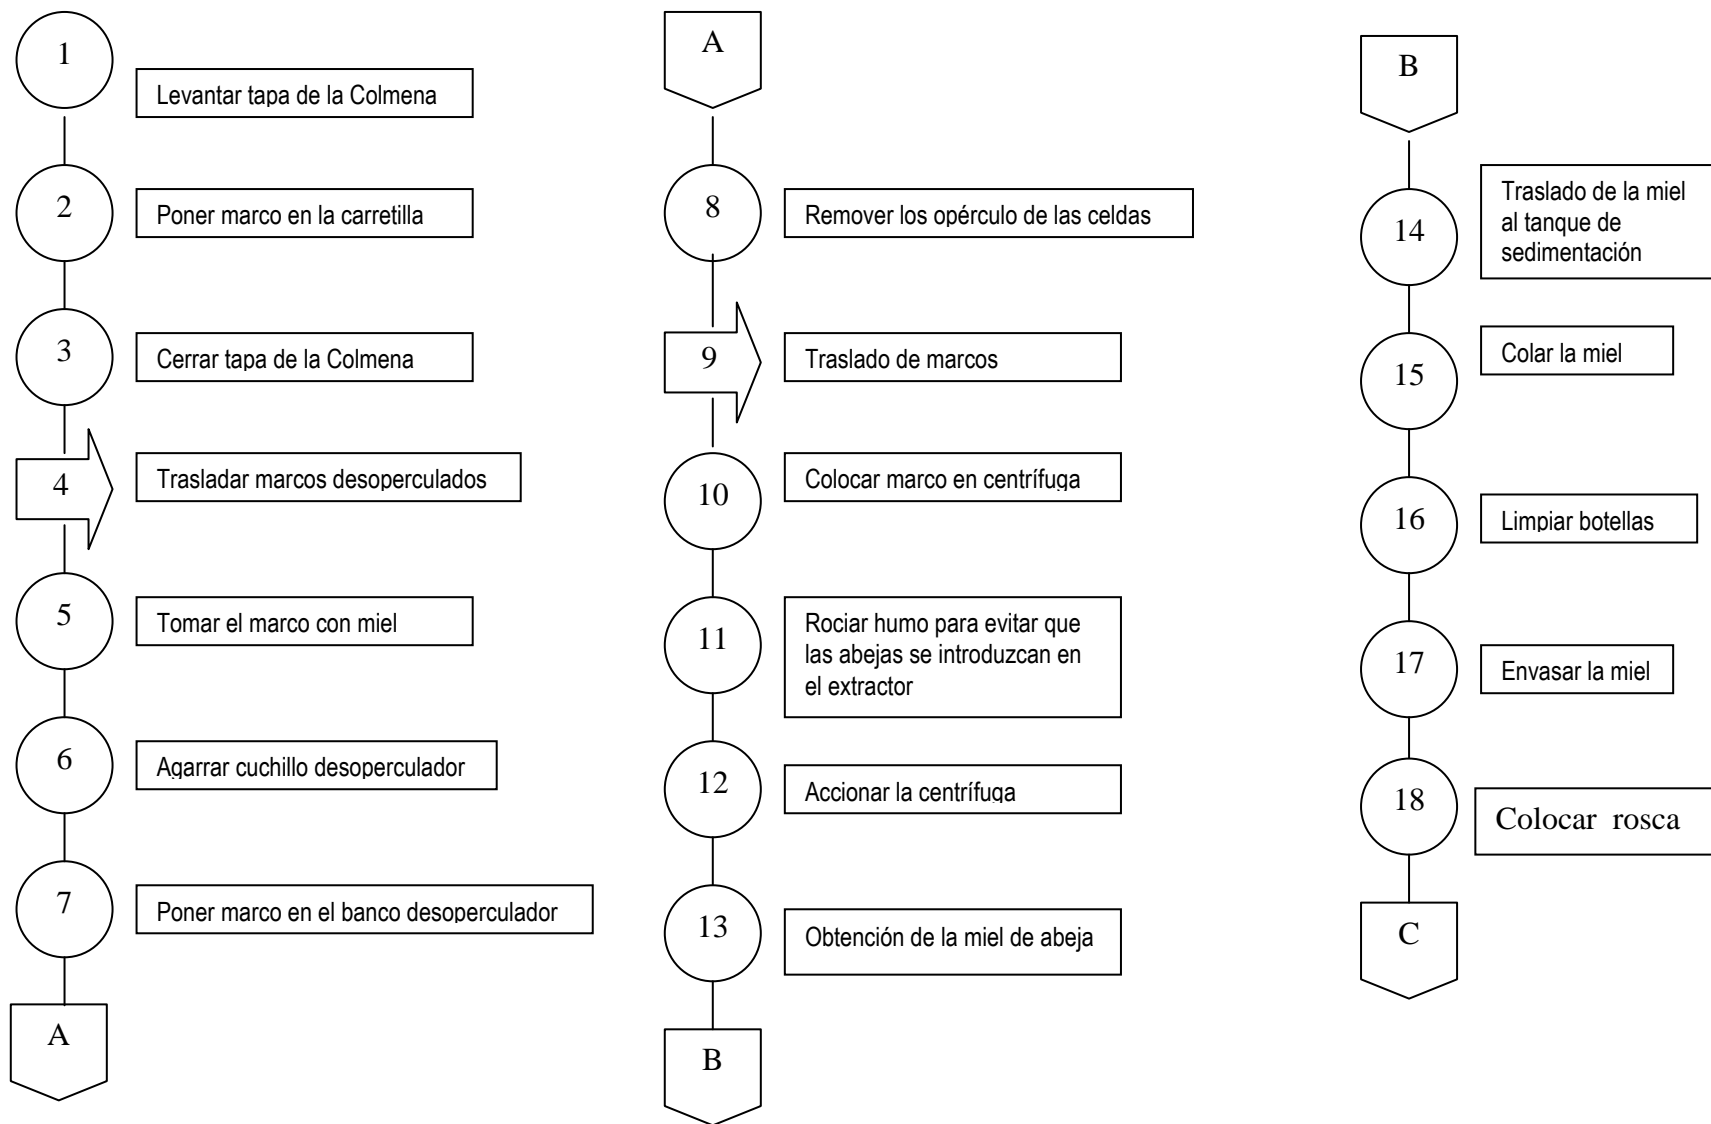 1
Levantar tapa de la Colmena
2
Poner marco en la carretilla
3
Cerrar tapa de la Colmena
4
Trasladar marcos desoperculados
5
Tomar el marco con miel
6
Agarrar cuchillo desoperculador
7
Poner marco en el banco desoperculador
A
A
8
Remover los opérculo de las celdas
9
Traslado de marcos
10
Colocar marco en centrífuga
11
Rociar humo para evitar que
las abejas se introduzcan en
el extractor
12
Accionar la centrífuga
13
Obtención de la miel de abeja
B
B
14
Traslado de la miel
al tanque de
sedimentación
15
Colar la miel
16
Limpiar botellas
17
Envasar la miel
18
Colocar rosca
C